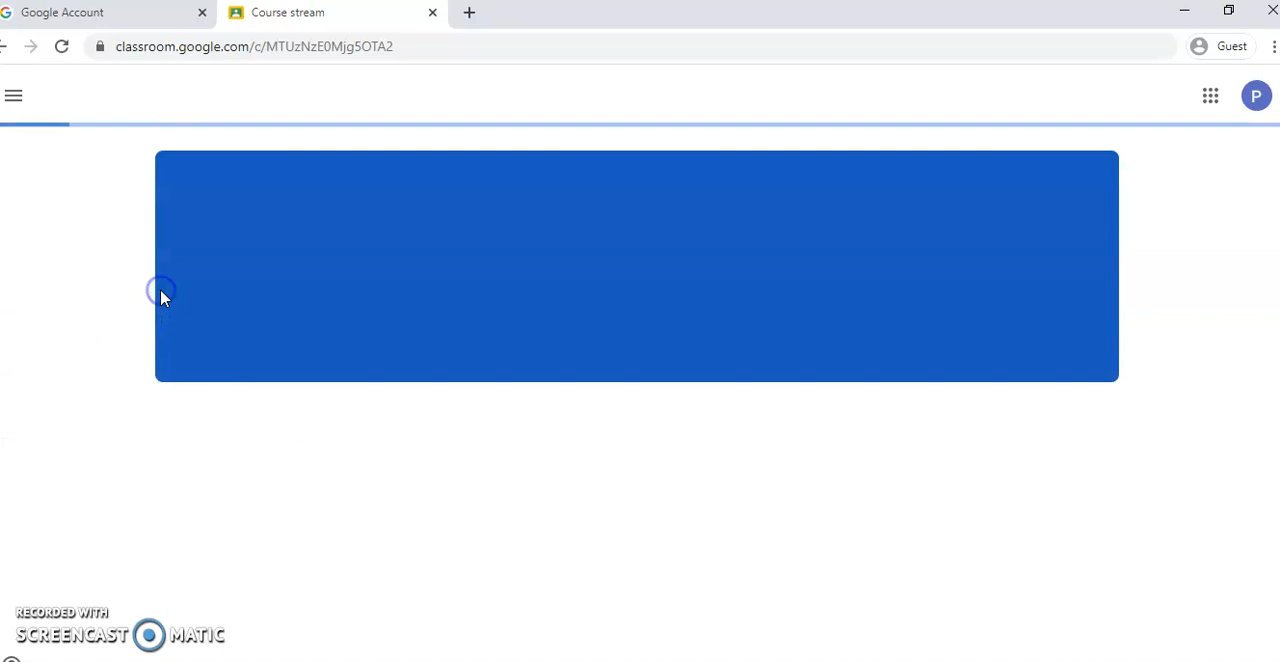 Google Account
Course stream
classroom.google.com/c/MTUzNzE0Mjg5OTA2
Guest
P
RECORDED WITH
SCREENCAST MATIC